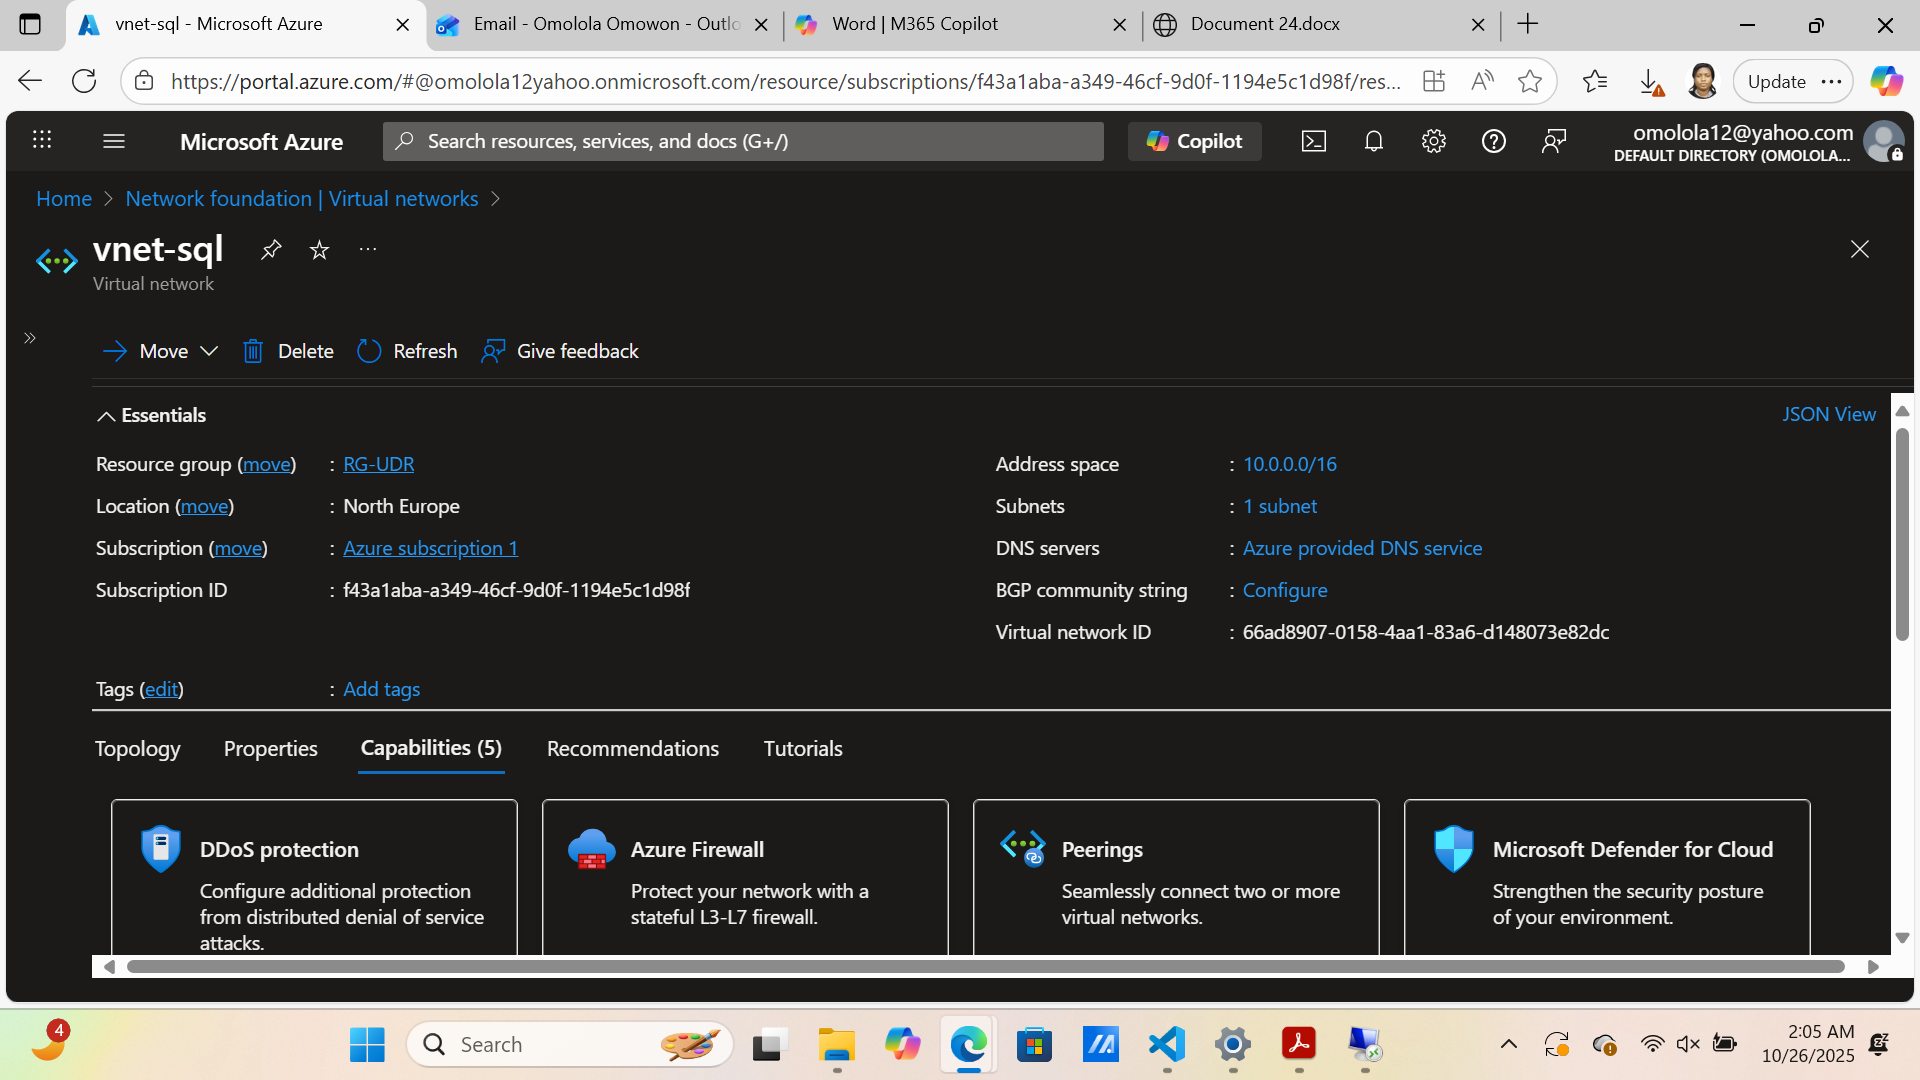 vnet-sql - Microsoft Azure
Email - Omolola Omowon - Outlo
Word | M365 Copilot
Document 24.docx
https://portal.azure.com/#@omolola12yahoo.onmicrosoft.com/resource/subscriptions/f43a1aba-a349-46cf-9d0f-1194e5c1d98f/res...
Update
Microsoft Azure
Search resources, services, and docs (G+/)
Copilot
omolola12@yahoo.com
DEFAULT DIRECTORY (OMOLOLA...
Home
Network foundation | Virtual networks
vnet-sql
Virtual network
Move
Delete
Refresh
Give feedback
Essentials
JSON View
Resource group (move) : RG-UDR
Location (move) : North Europe
Subscription (move) : Azure subscription 1
Subscription ID : f43a1aba-a349-46cf-9d0f-1194e5c1d98f
Address space : 10.0.0.0/16
Subnets : 1 subnet
DNS servers : Azure provided DNS service
BGP community string : Configure
Virtual network ID : 66ad8907-0158-4aa1-83a6-d148073e82dc
Tags (edit) : Add tags
Topology
Properties
Capabilities (5)
Recommendations
Tutorials
DDoS protection
Configure additional protection
from distributed denial of service
attacks.
Azure Firewall
Protect your network with a
stateful L3-L7 firewall.
Peerings
Seamlessly connect two or more
virtual networks.
Microsoft Defender for Cloud
Strengthen the security posture
of your environment.
4
Search
2:05 AM
10/26/2025